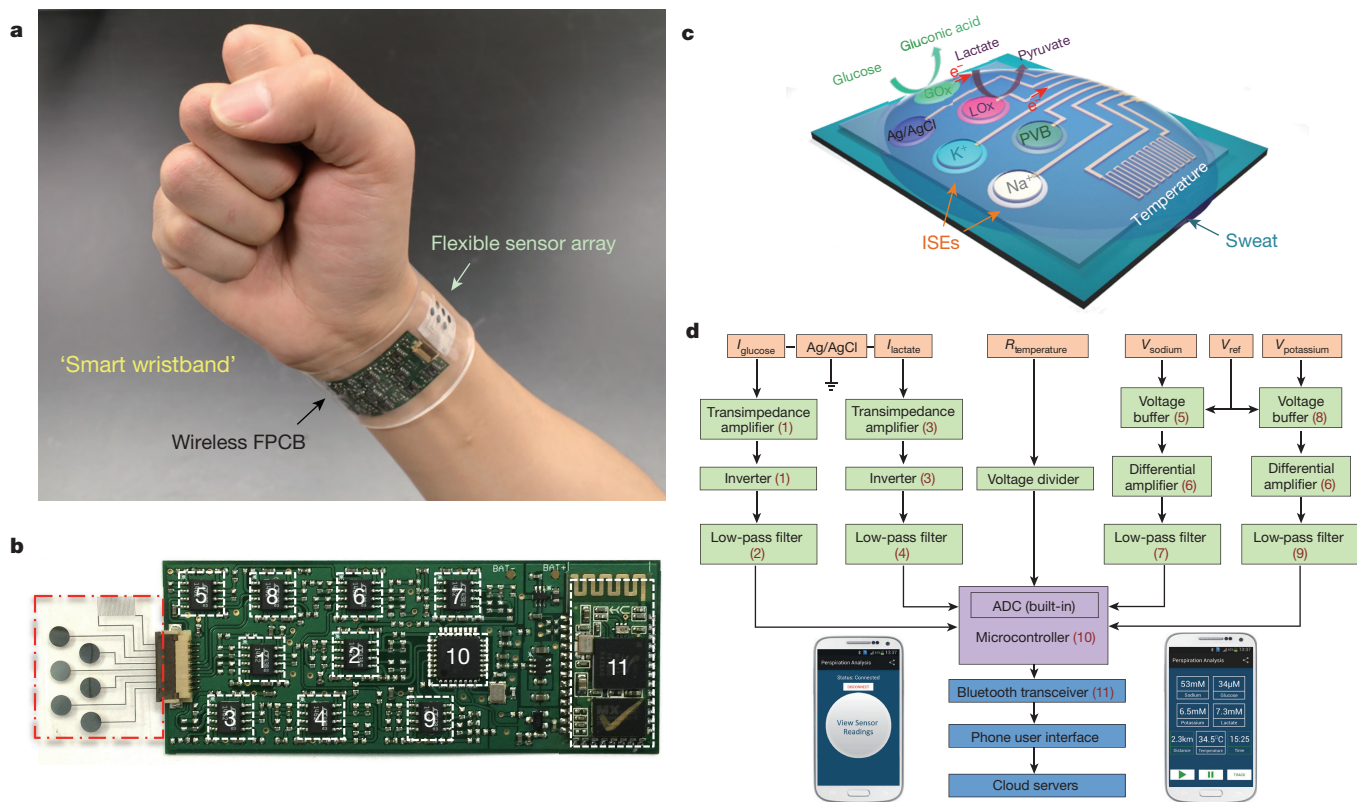 a
Flexible sensor array
'Smart wristband'
Wireless FPCB
b
BAT-
BAT+
5
8
6
7
1
2
10
11
3
4
9
c
Gluconic acid
Glucose
Lactate
Pyruvate
e–
e–
GOx
LOx
Ag/AgCl
PVB
K+
Na+
Temperature
ISEs
Sweat
d
Iglucose
Ag/AgCl
Ilactate
Rtemperature
Vsodium
Vref
Vpotassium
Transimpedance
amplifier (1)
Transimpedance
amplifier (3)
Voltage
buffer (5)
Voltage
buffer (8)
Inverter (1)
Inverter (3)
Voltage divider
Differential
amplifier (6)
Differential
amplifier (6)
Low-pass filter
(2)
Low-pass filter
(4)
Low-pass filter
(7)
Low-pass filter
(9)
ADC (built-in)
Microcontroller (10)
Bluetooth transceiver (11)
Phone user interface
Cloud servers
13:37
Perspiration Analysis
Status: Connected
DISCONNECT
View Sensor
Readings
13:37
Perspiration Analysis
53mM
Sodium
34µM
Glucose
6.5mM
Potassium
7.3mM
Lactate
2.3km
Distance
34.5°C
Temperature
15:25
Time
TRACK